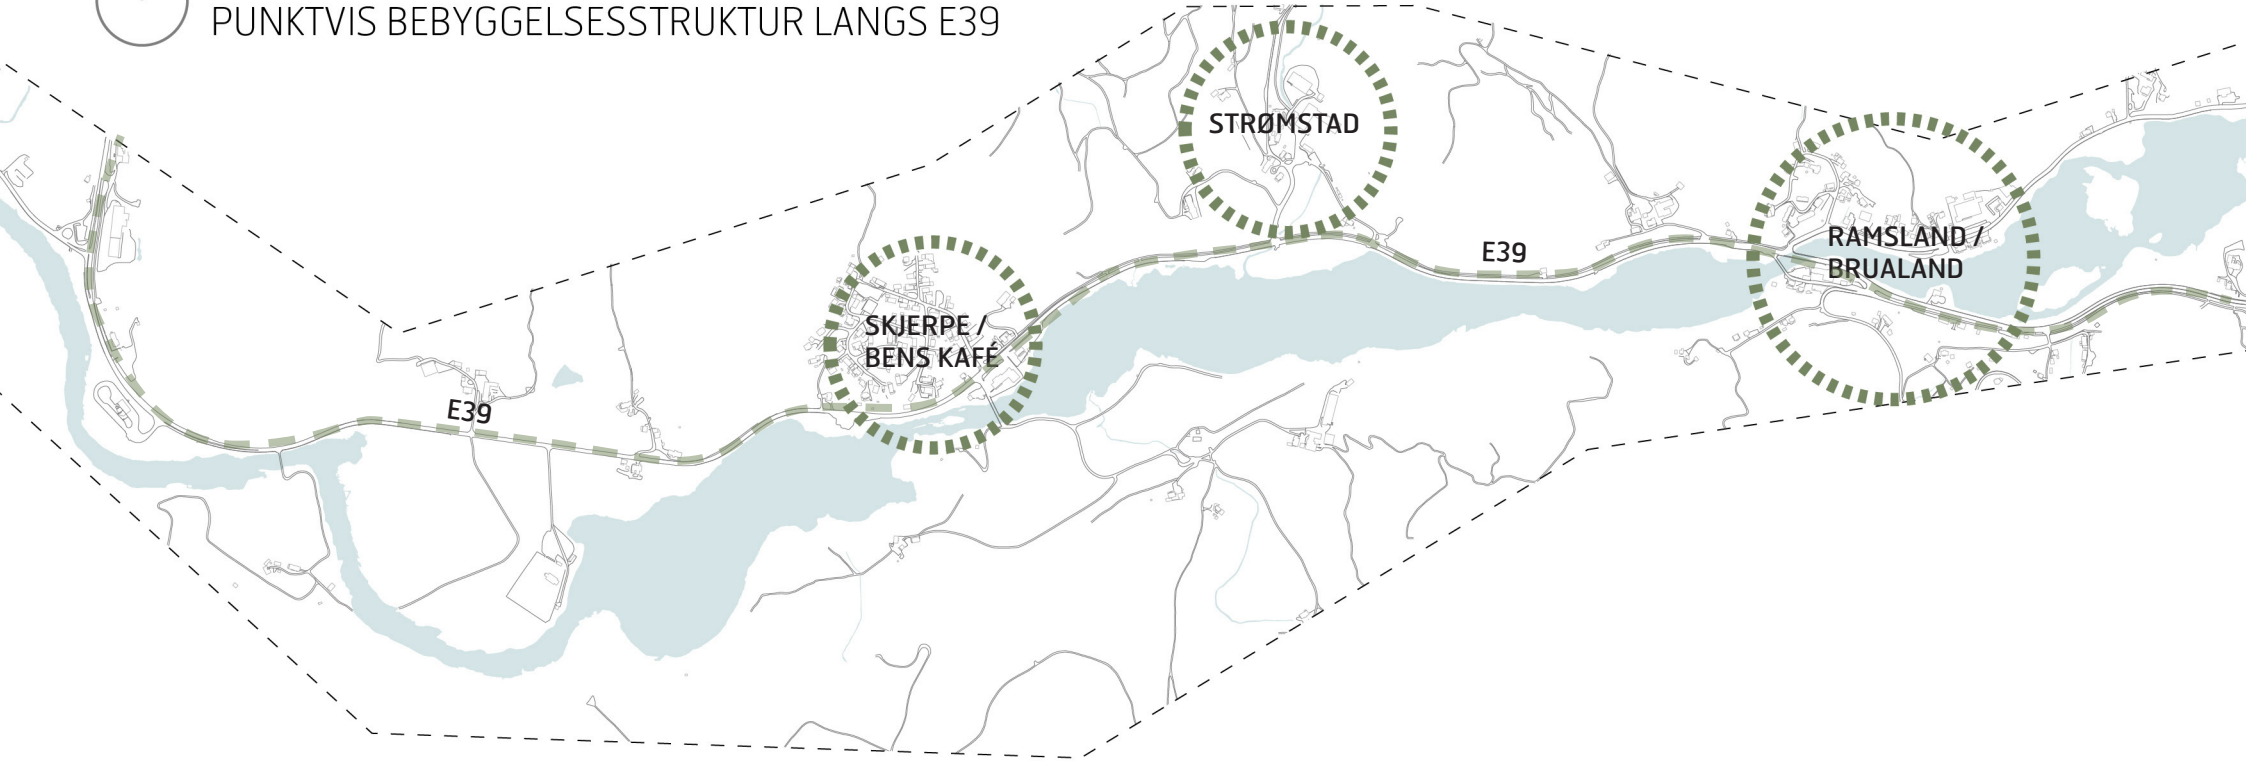 PUNKTVIS BEBYGGELSESSTRUKTUR LANGS E39
STRØMSTAD
E39
RAMSLAND /
BRUALAND
SKJERPE /
BENS KAFÉ
E39